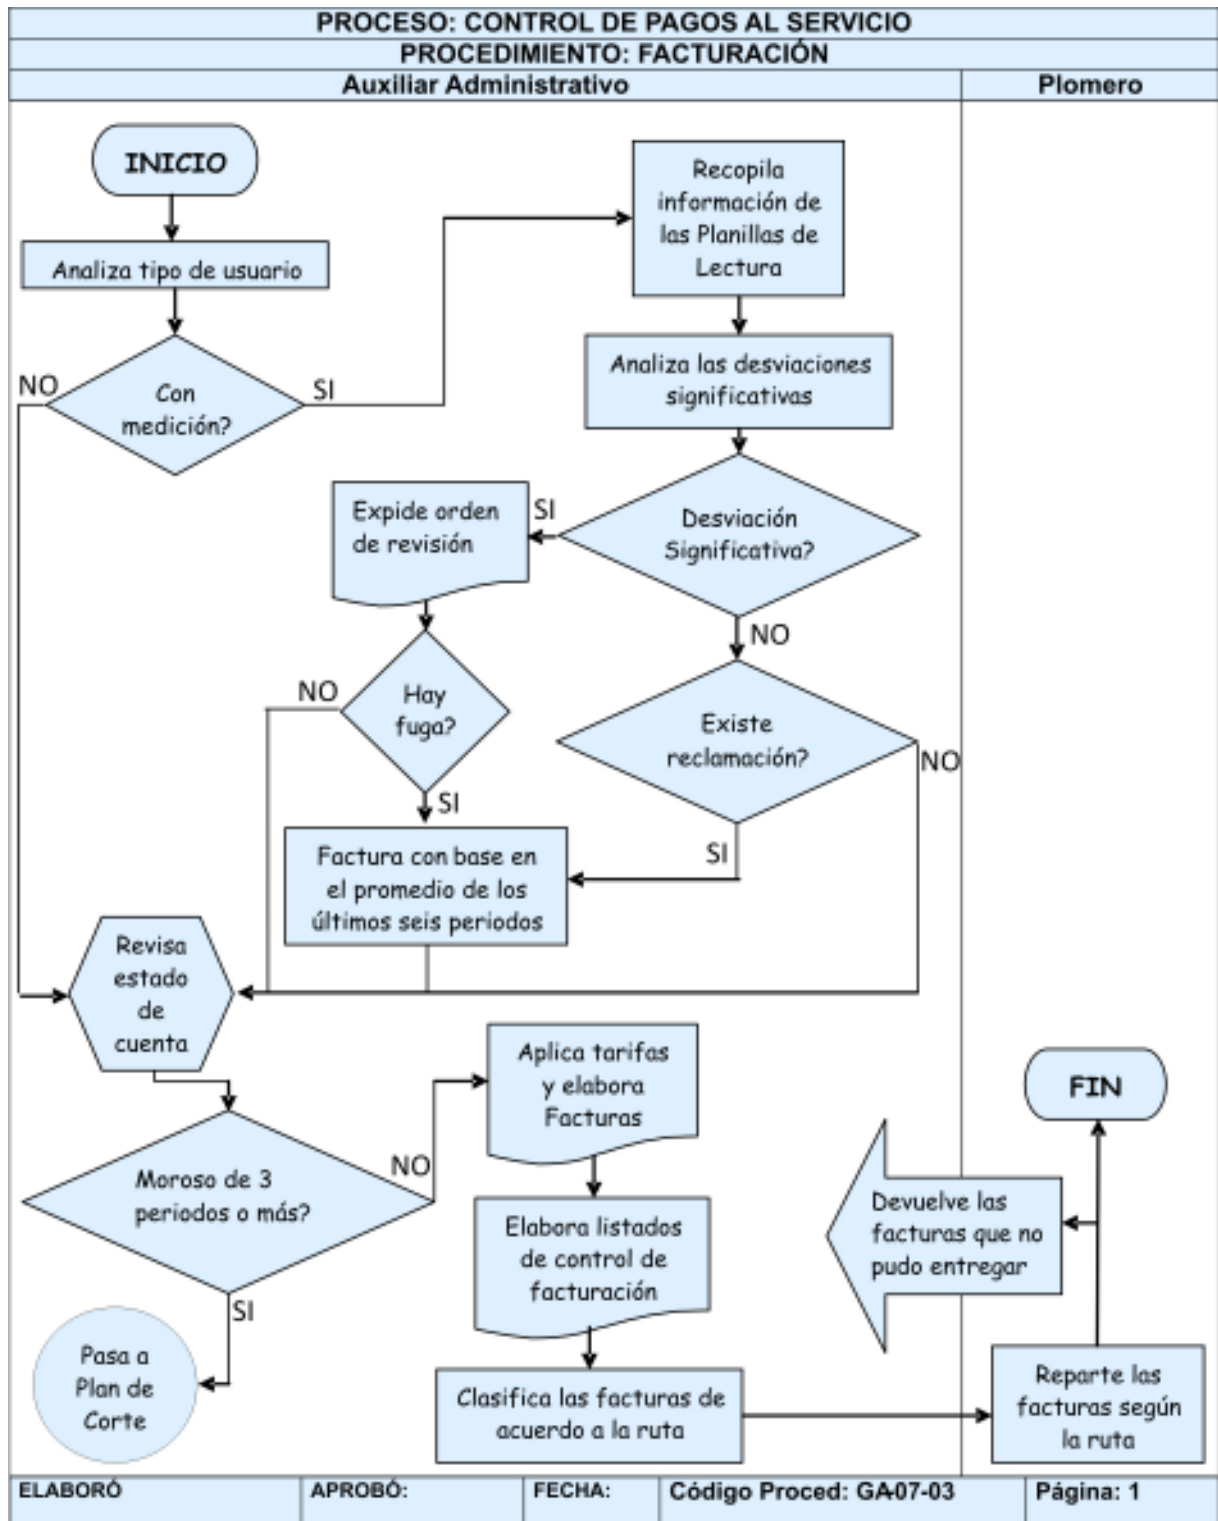 PROCESO: CONTROL DE PAGOS AL SERVICIO
PROCEDIMIENTO: FACTURACIÓN
Auxiliar Administrativo
Plomero
INICIO
Analiza tipo de usuario
Con
medición?
NO
SI
Recopila
información de
las Planillas de
Lectura
Analiza las desviaciones
significativas
Desviación
Significativa?
SI
NO
Expide orden
de revisión
Hay
fuga?
NO
SI
Existe
reclamación?
NO
SI
Factura con base en
el promedio de los
últimos seis periodos
Revisa
estado
de
cuenta
Moroso de 3
periodos o más?
NO
SI
Pasa a
Plan de
Corte
Aplica tarifas
y elabora
Facturas
Elabora listados
de control de
facturación
Clasifica las facturas de
acuerdo a la ruta
Reparte las
facturas según
la ruta
Devuelve las
facturas que no
pudo entregar
FIN
ELABORÓ
APROBÓ:
FECHA:
Código Proced: GA-07-03
Página: 1